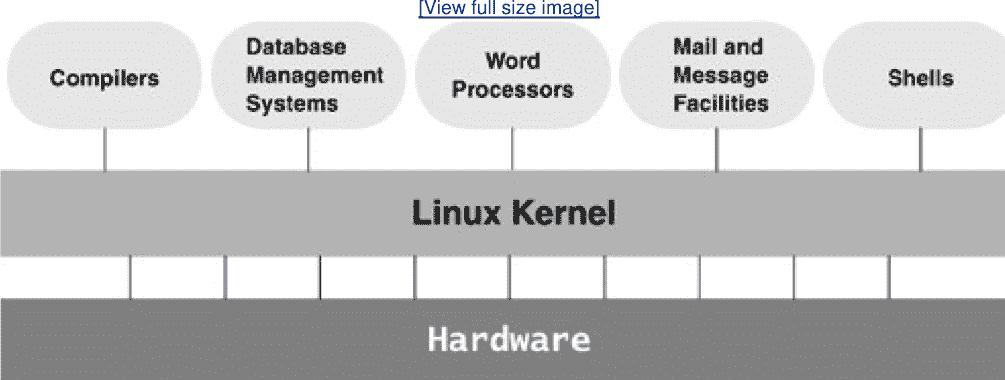 [View full size image]
Compilers
Database
Management
Systems
Word
Processors
Mail and
Message
Facilities
Shells
Linux Kernel
Hardware